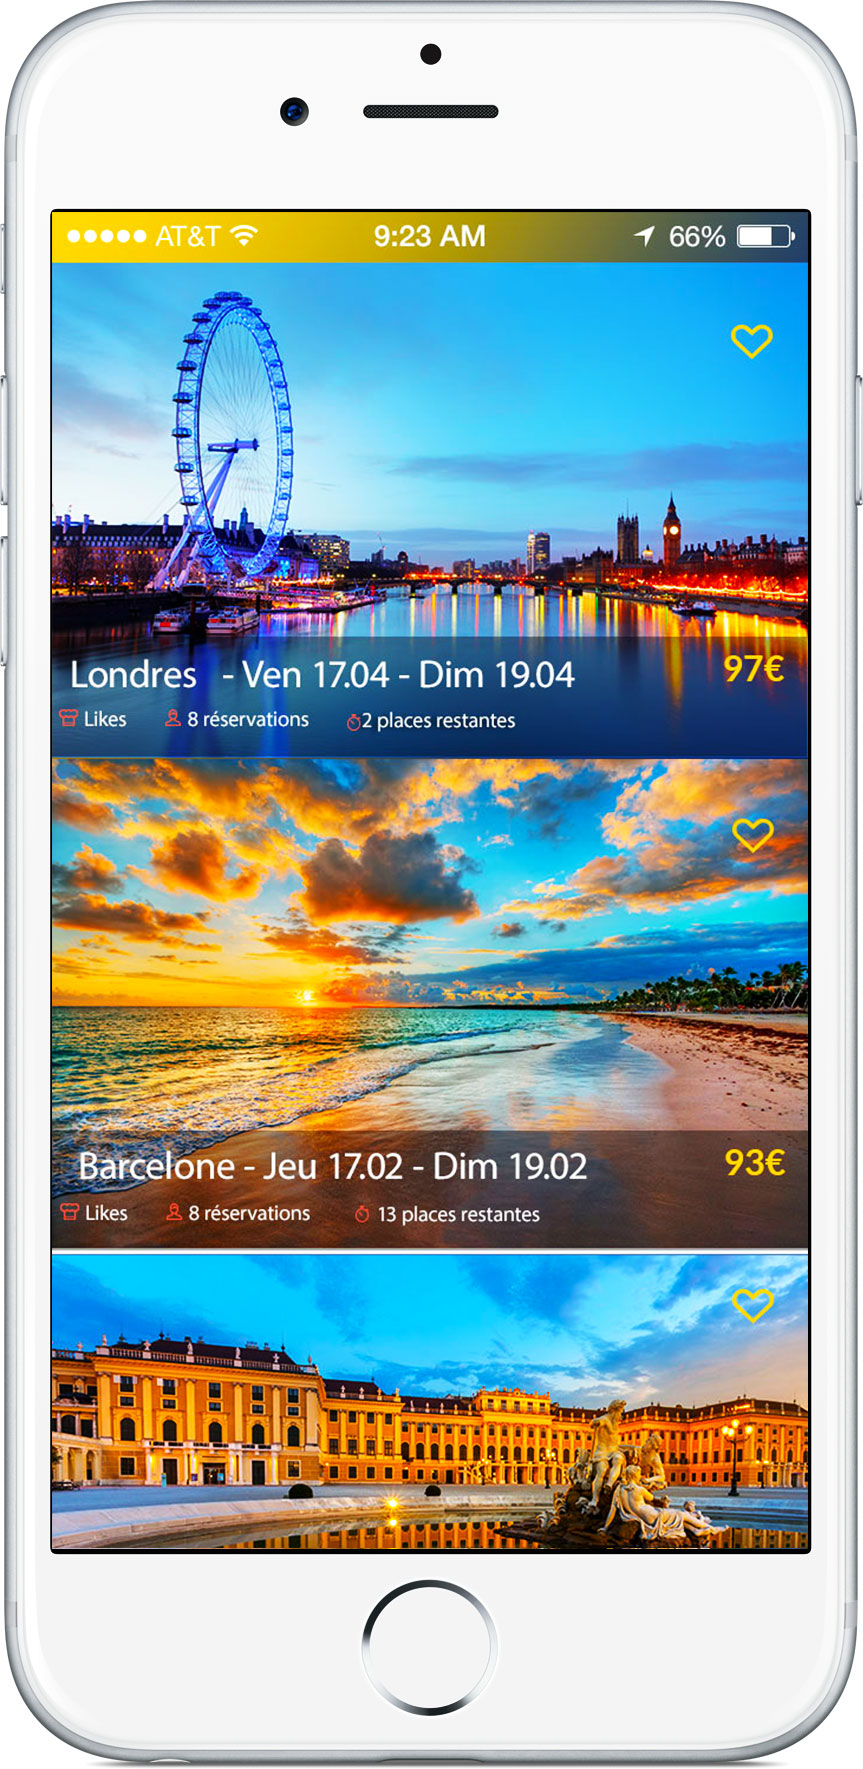 AT&T 9:23 AM 66%
Londres - Ven 17.04 - Dim 19.04 97€
Likes 8 réservations 2 places restantes
Barcelone - Jeu 17.02 - Dim 19.02 93€
Likes 8 réservations 13 places restantes